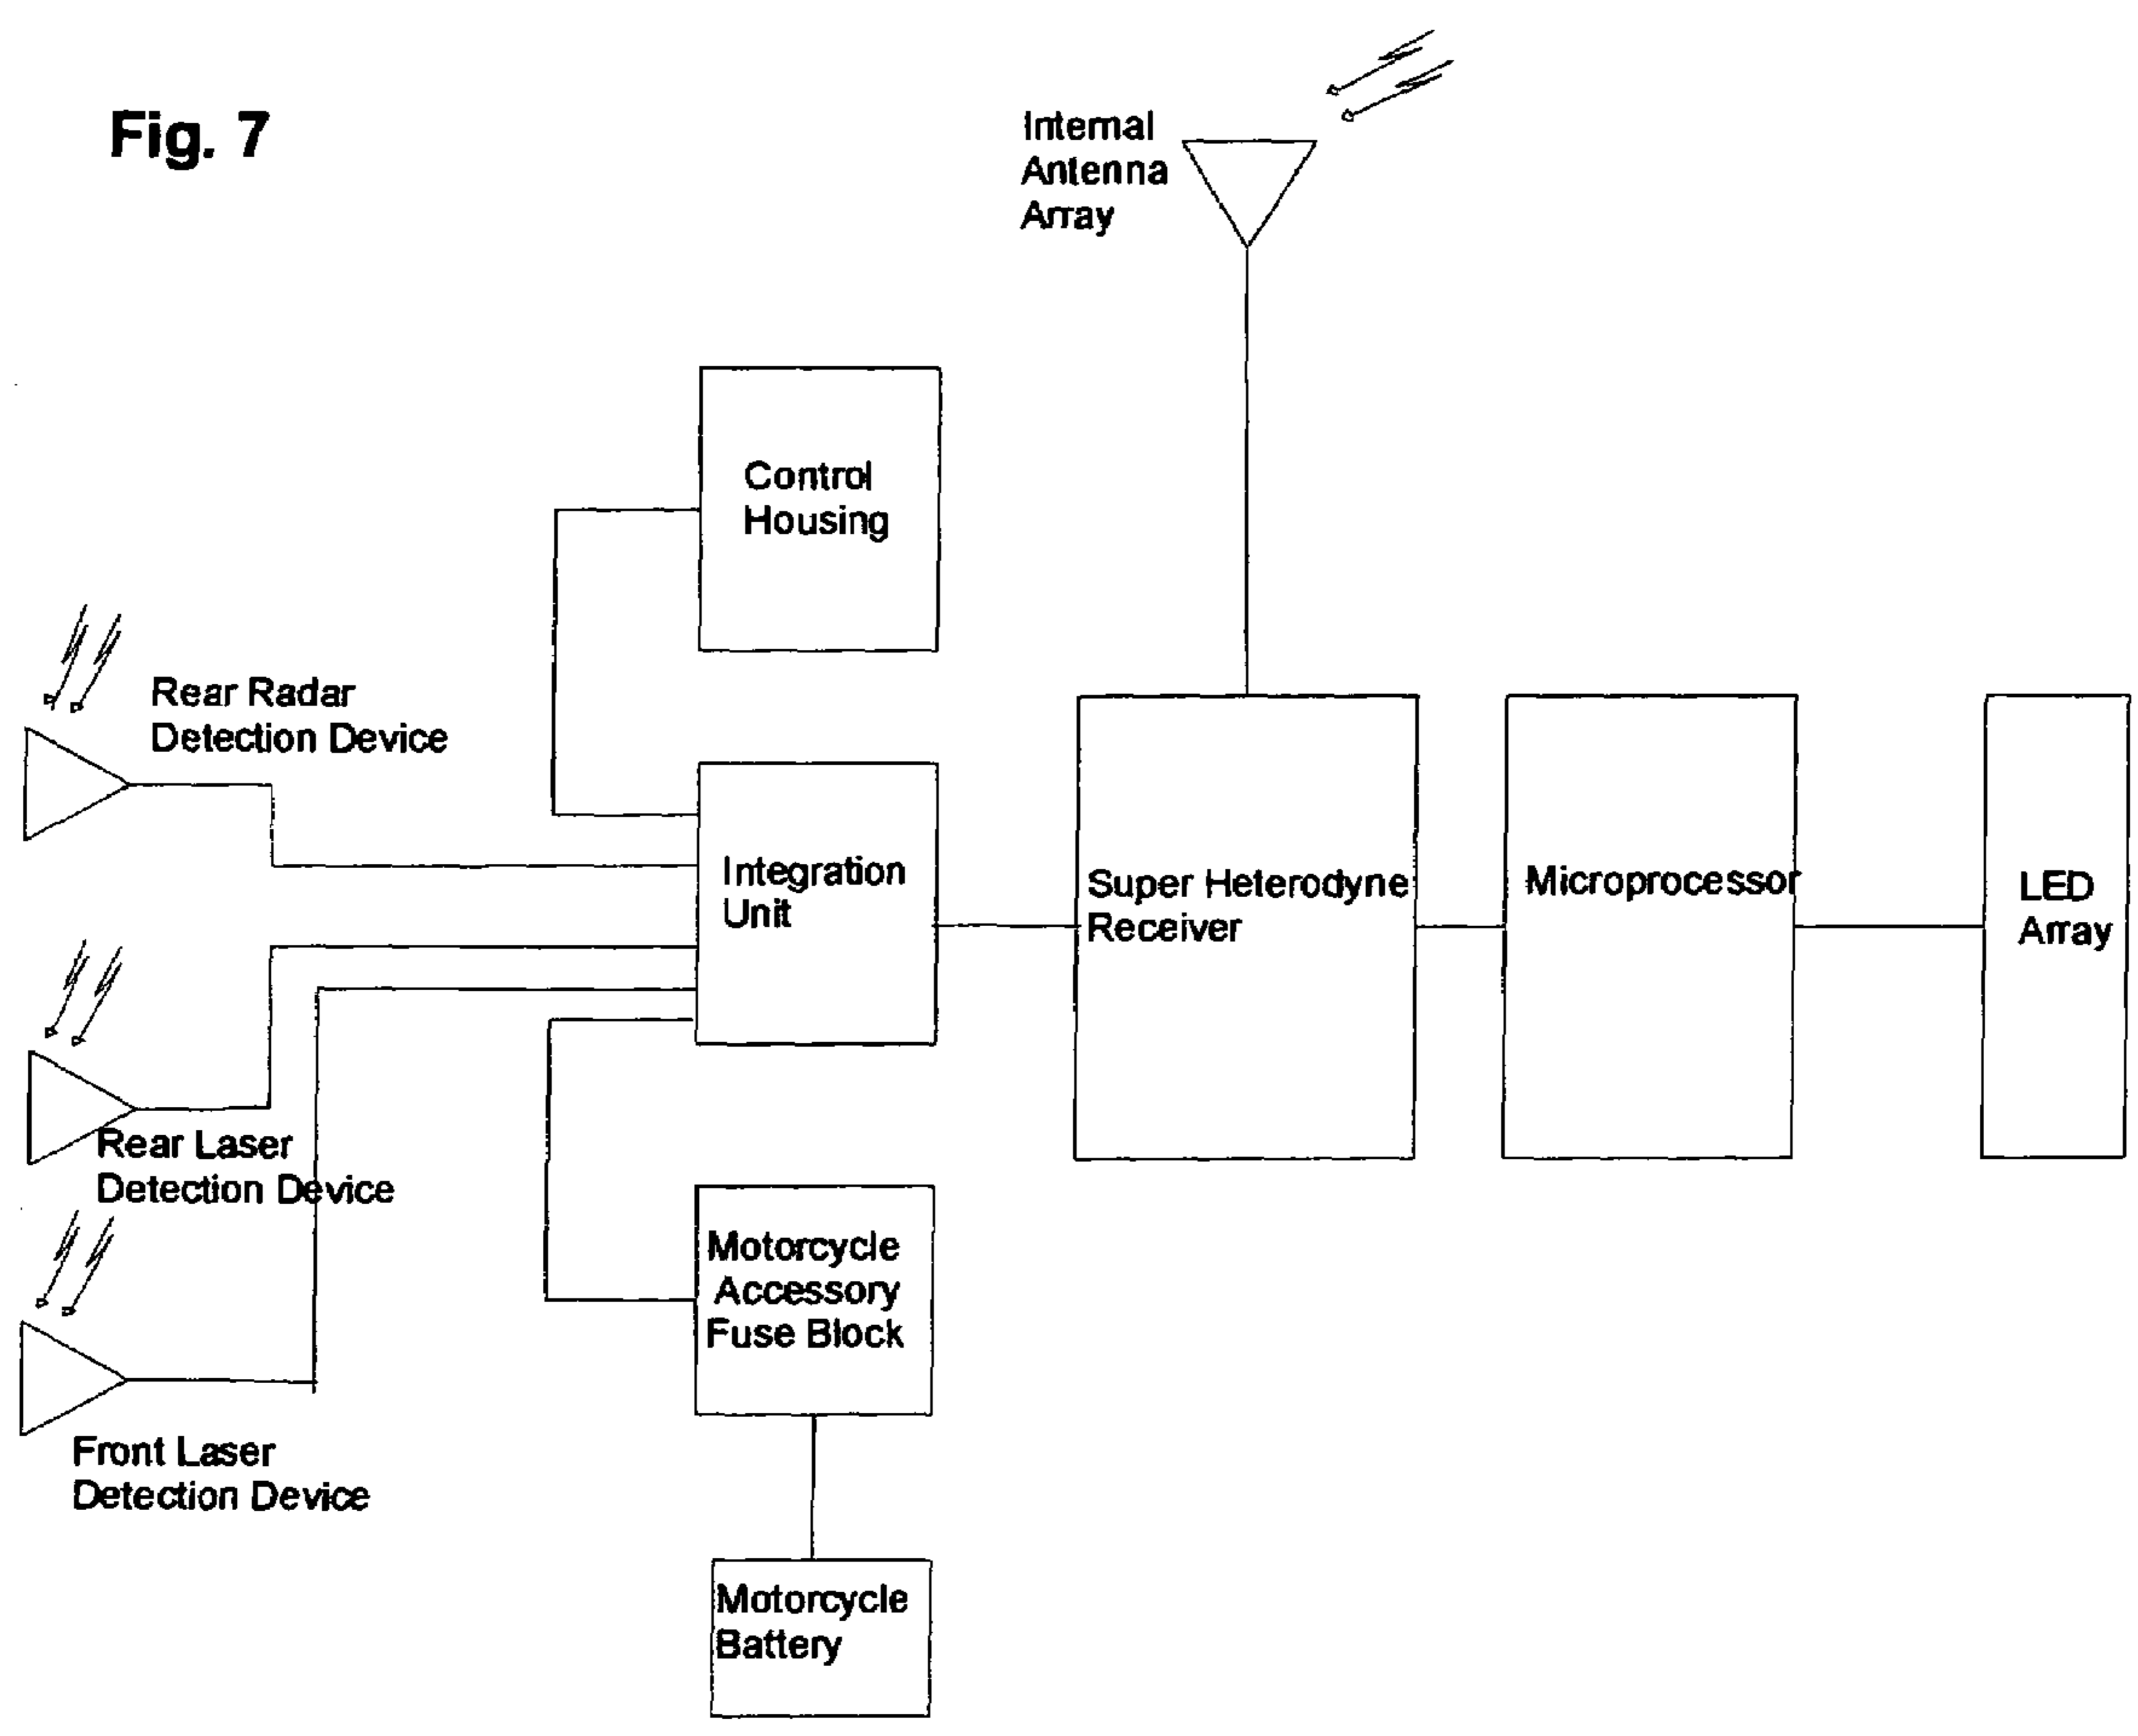 Fig. 7
Internal
Antenna
Array
Control
Housing
Rear Radar
Detection Device
Integration
Unit
Super Heterodyne
Receiver
Microprocessor
LED
Array
Rear Laser
Detection Device
Motorcycle
Accessory
Fuse Block
Front Laser
Detection Device
Motorcycle
Battery